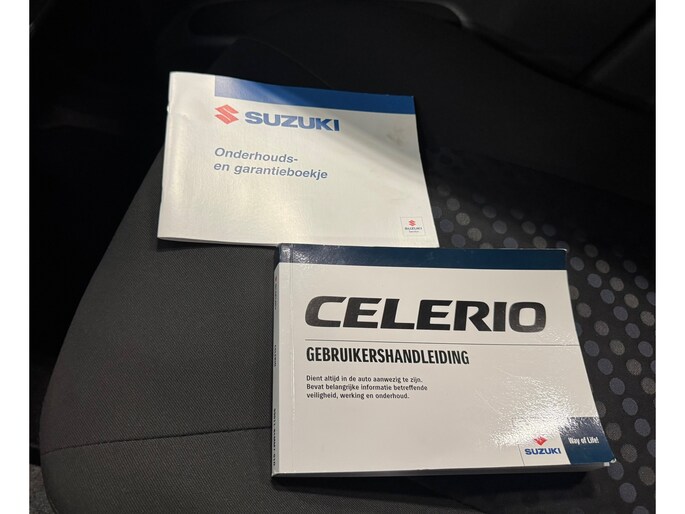 SUZUKI
Onderhouds-
en garantieboekje
SUZUKI
CELERIO
GEBRUIKERSHANDLEIDING
Dient altijd in de auto aanwezig te zijn.
Bevat belangrijke informatie betreffende
veiligheid, werking en onderhoud.
SUZUKI
Way of Life!